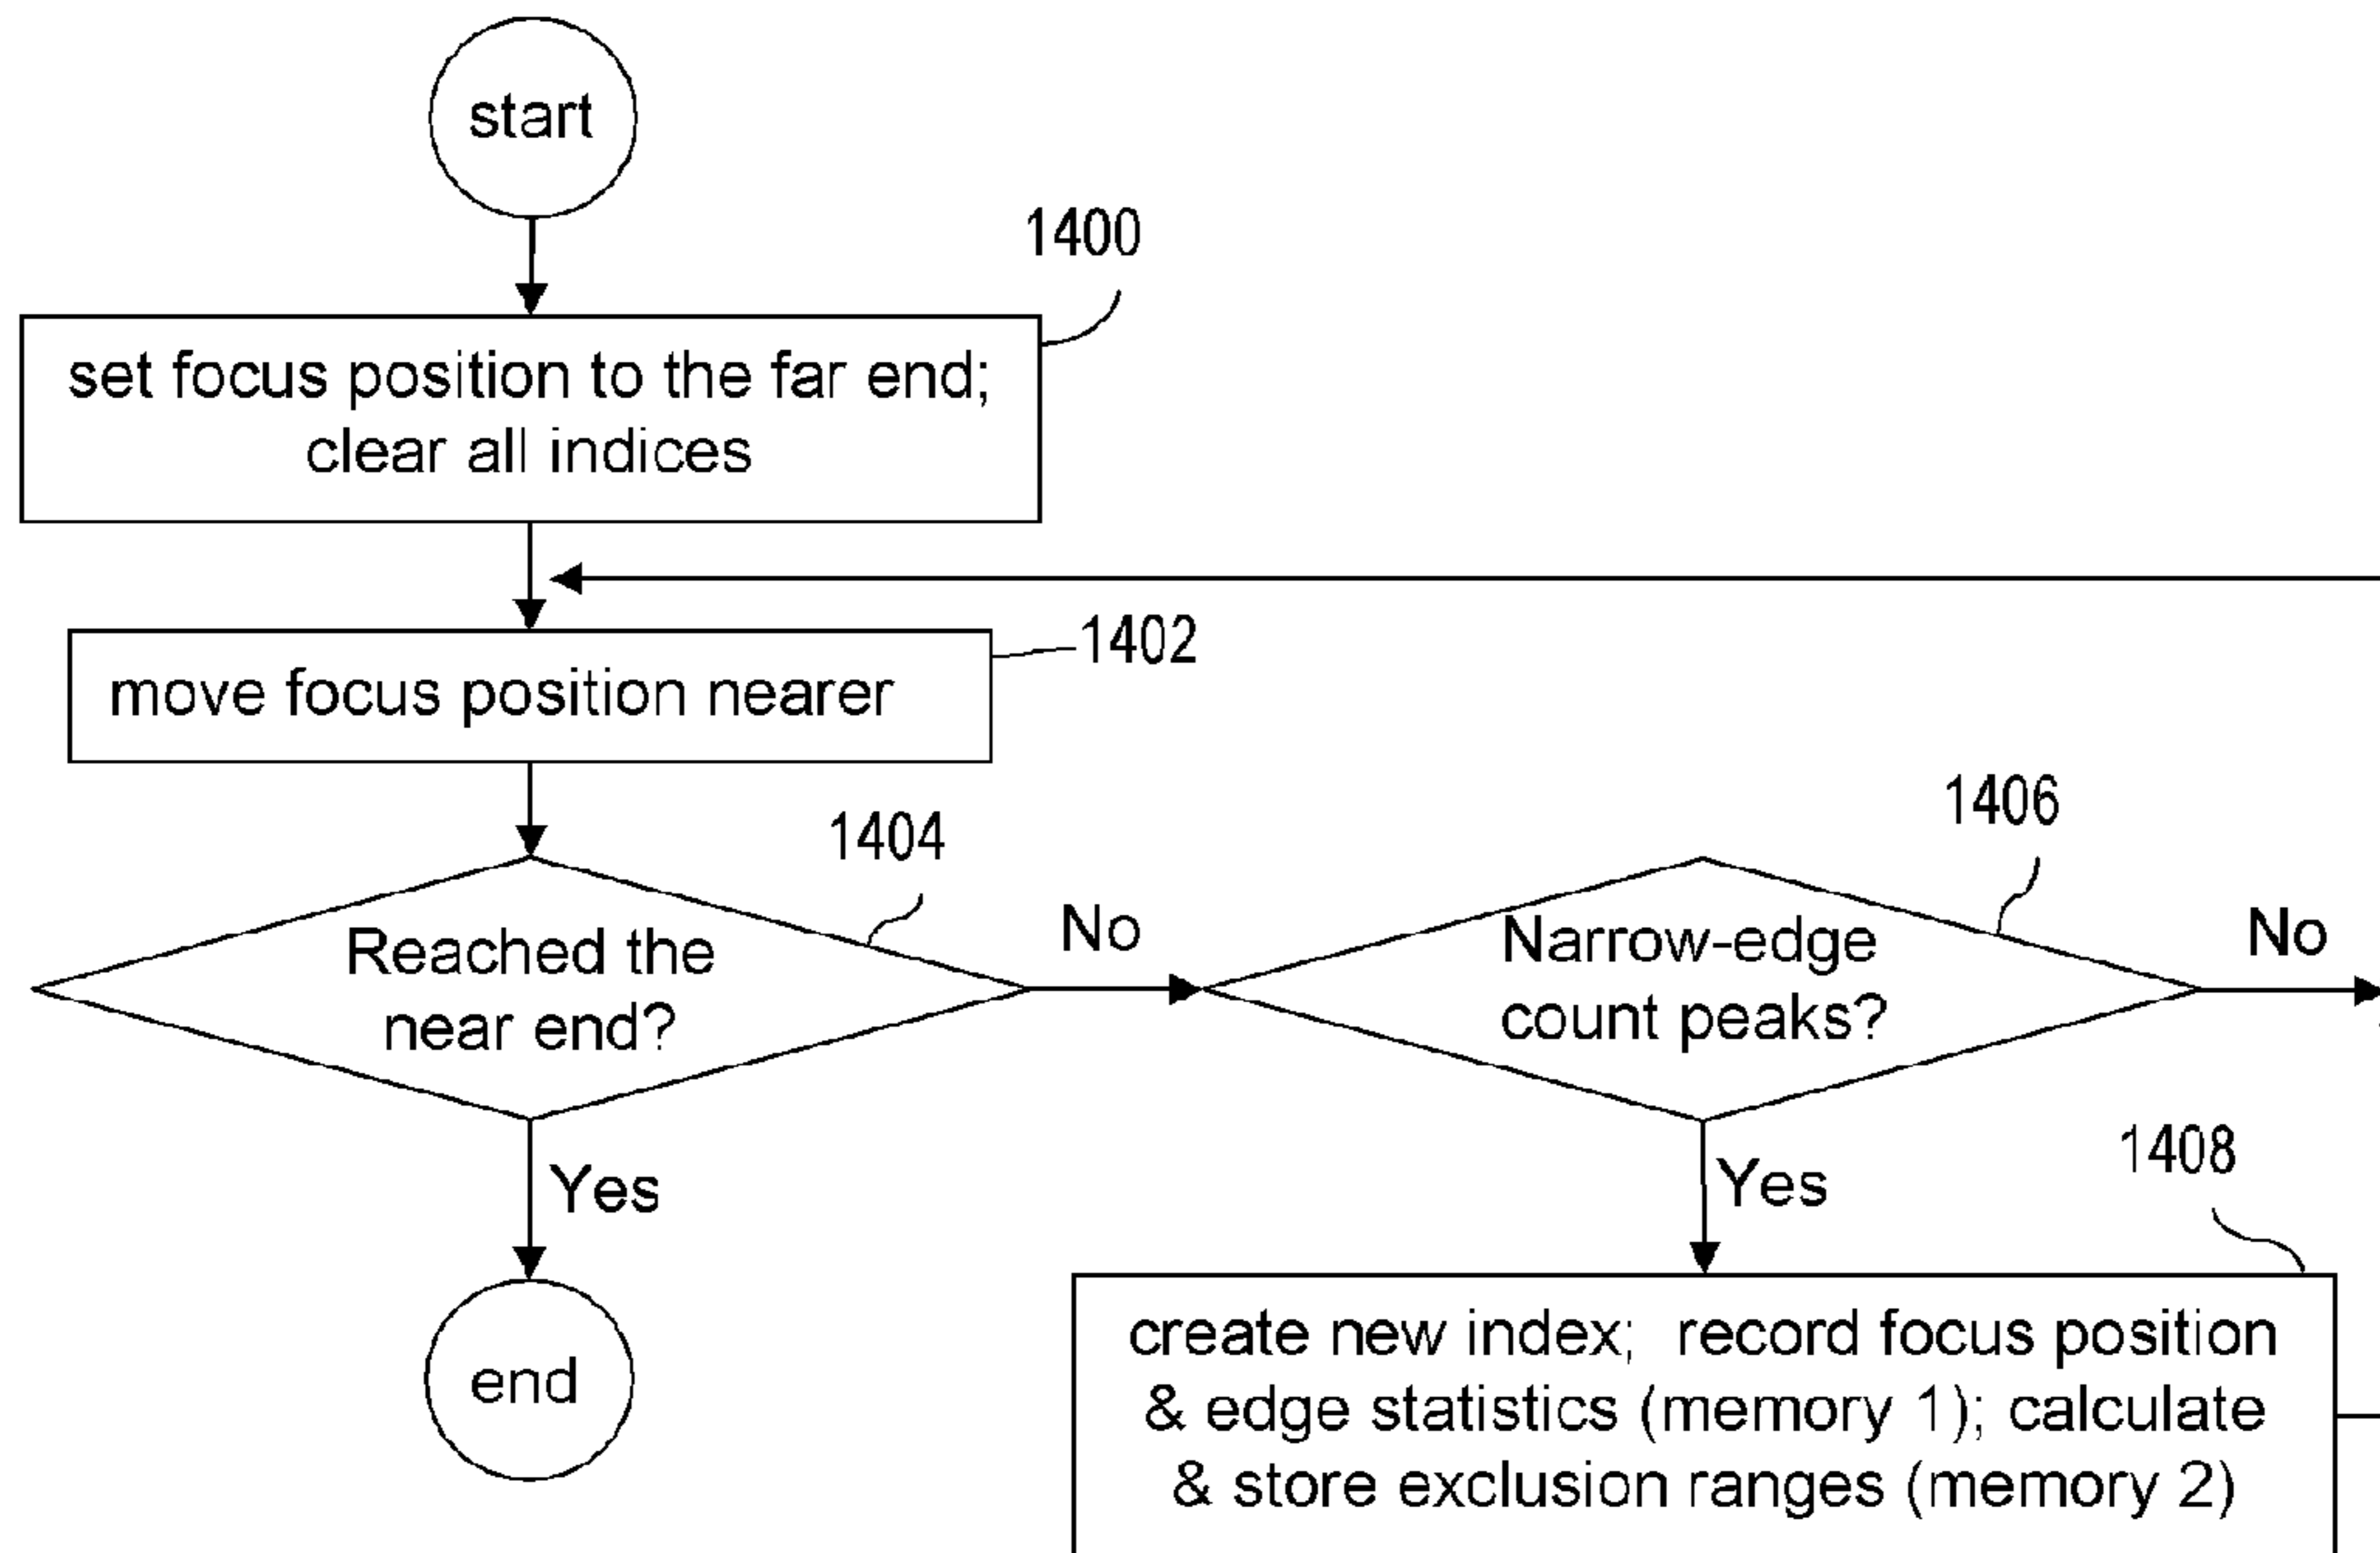 start
1400
set focus position to the far end;
clear all indices
1402
move focus position nearer
1404
Reached the
near end?
No
1406
Narrow-edge
count peaks?
No
Yes
Yes
1408
end
create new index;  record focus position
& edge statistics (memory 1); calculate
& store exclusion ranges (memory 2)